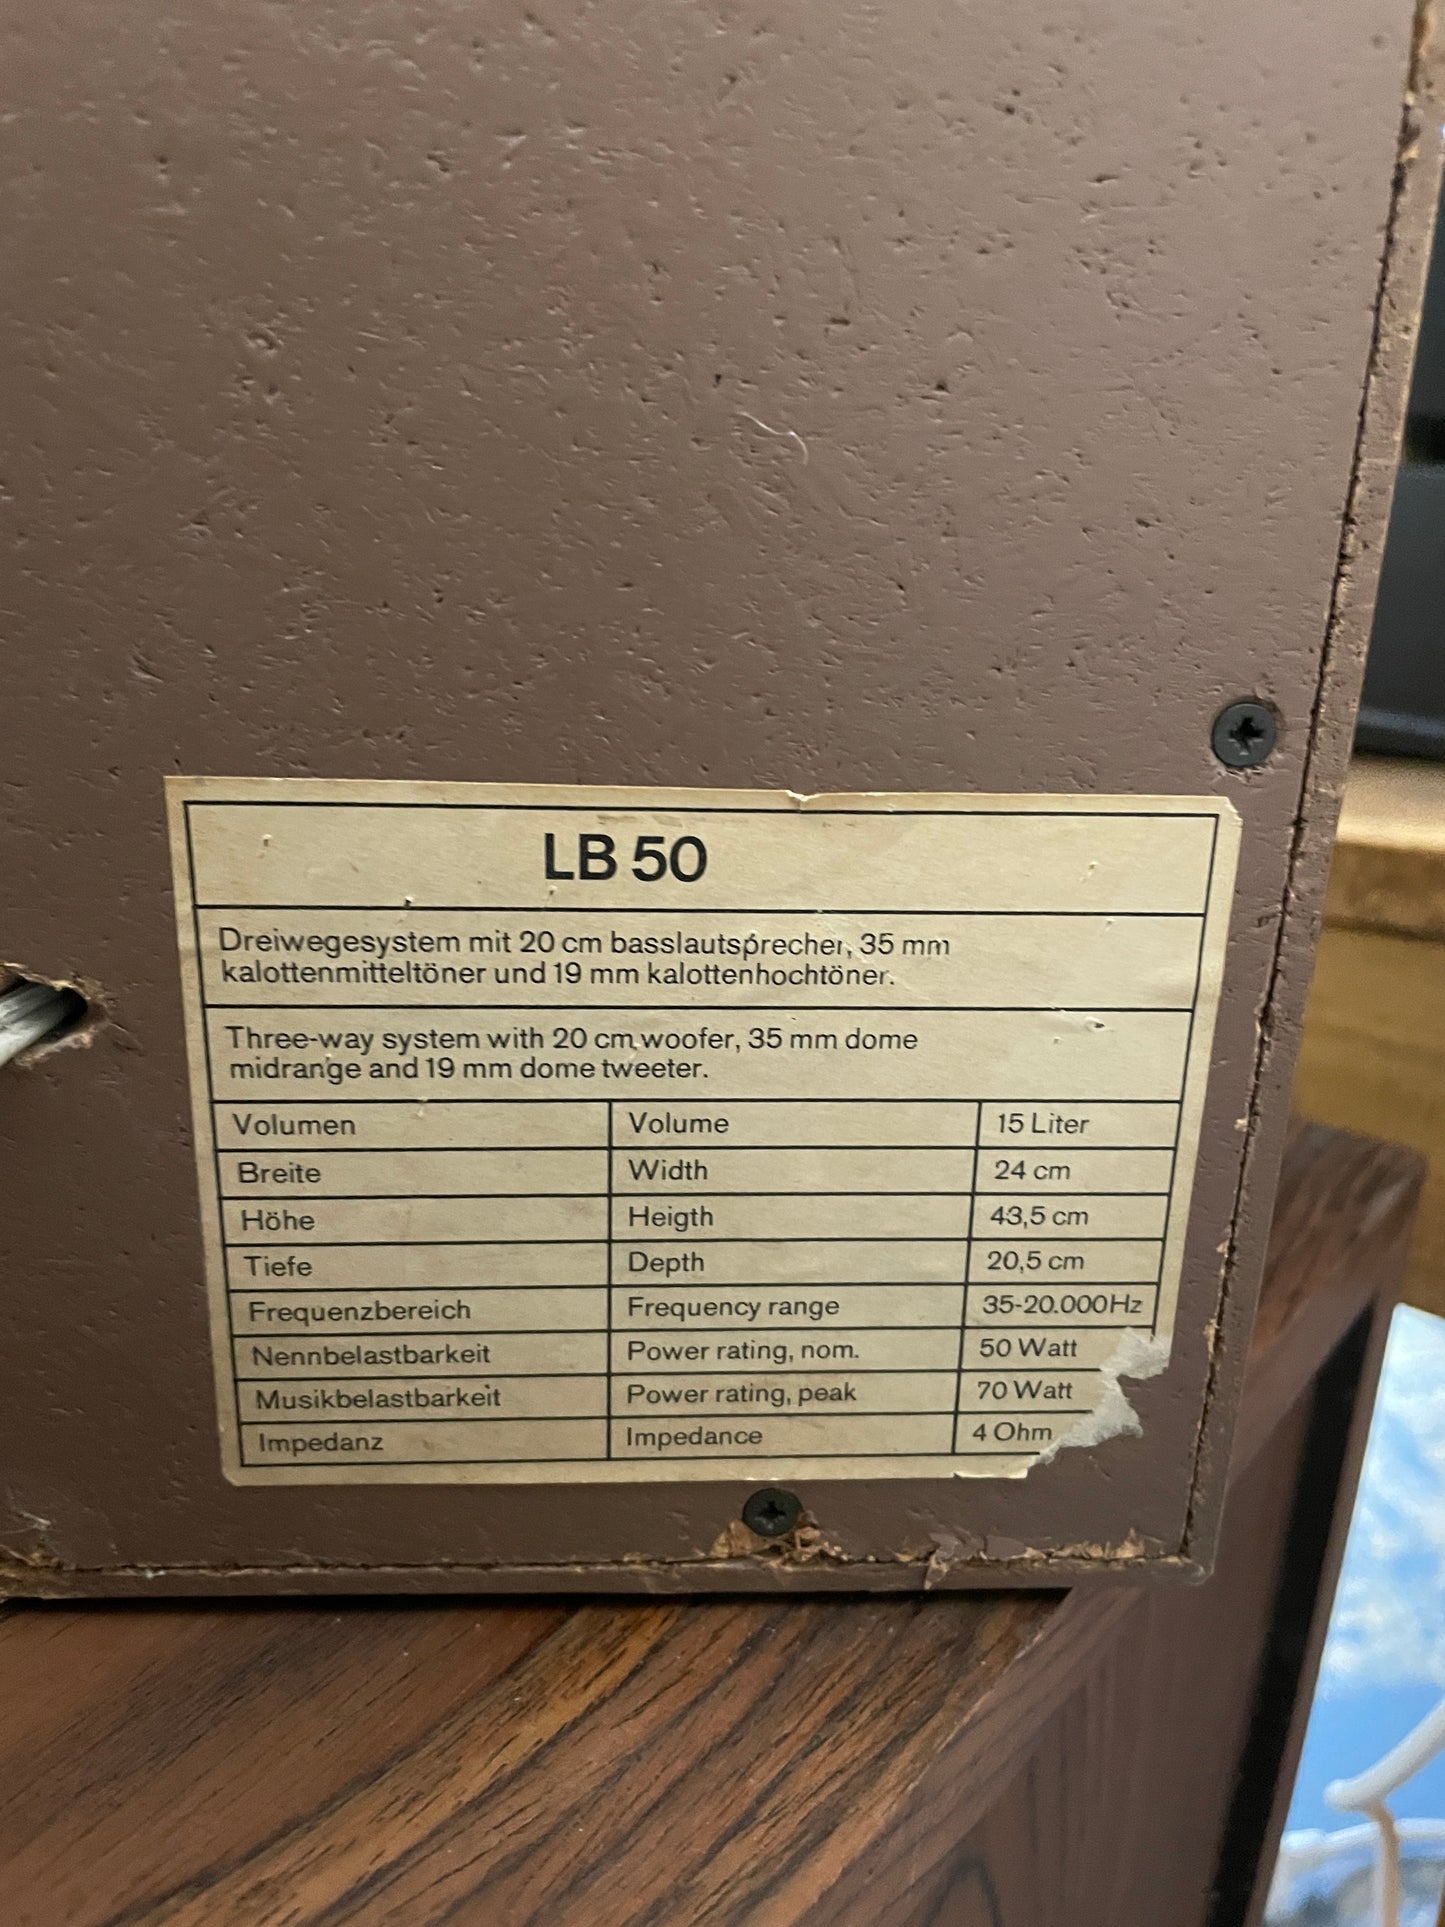 LB 50
Dreiwegesystem mit 20 cm basslautsprecher, 35 mm
kalottenmitteltöner und 19 mm kalottenhochtöner.
Three-way system with 20 cm woofer, 35 mm dome
midrange and 19 mm dome tweeter.
Volumen Volume 15 Liter
Breite Width 24 cm
Höhe Heigth 43,5 cm
Tiefe Depth 20,5 cm
Frequenzbereich Frequency range 35-20.000Hz
Nennbelastbarkeit Power rating, nom. 50 Watt
Musikbelastbarkeit Power rating, peak 70 Watt
Impedanz Impedance 4 Ohm